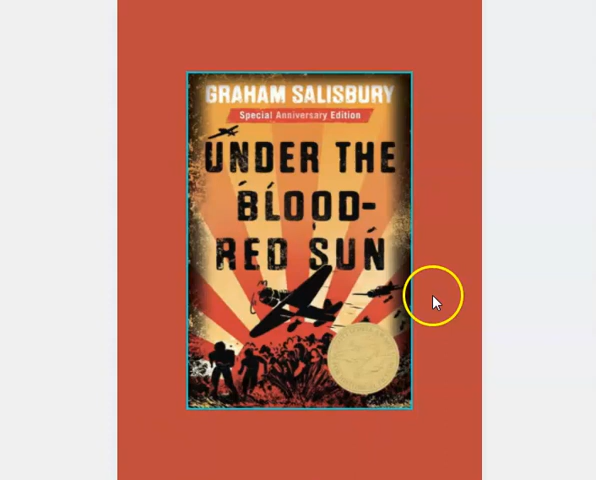 GRAHAM SALISBURY
Special Anniversary Edition
UNDER THE
BLOOD-
RED SUN